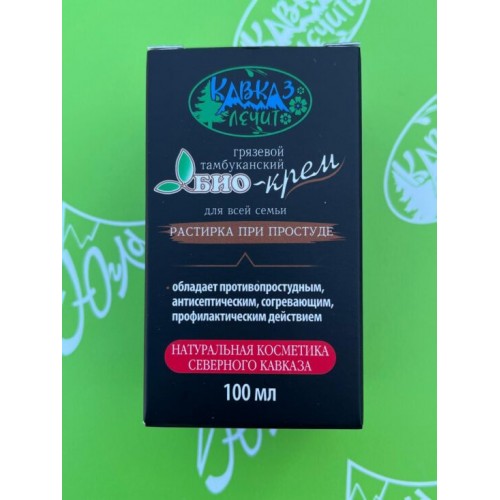 КАВКАЗ
ЛЕЧИТ
грязевой
тамбуканский
БИО-крем
для всей семьи
РАСТИРКА ПРИ ПРОСТУДЕ
обладает противопростудным,
антисептическим, согревающим,
профилактическим действием
НАТУРАЛЬНАЯ КОСМЕТИКА
СЕВЕРНОГО КАВКАЗА
100 мл